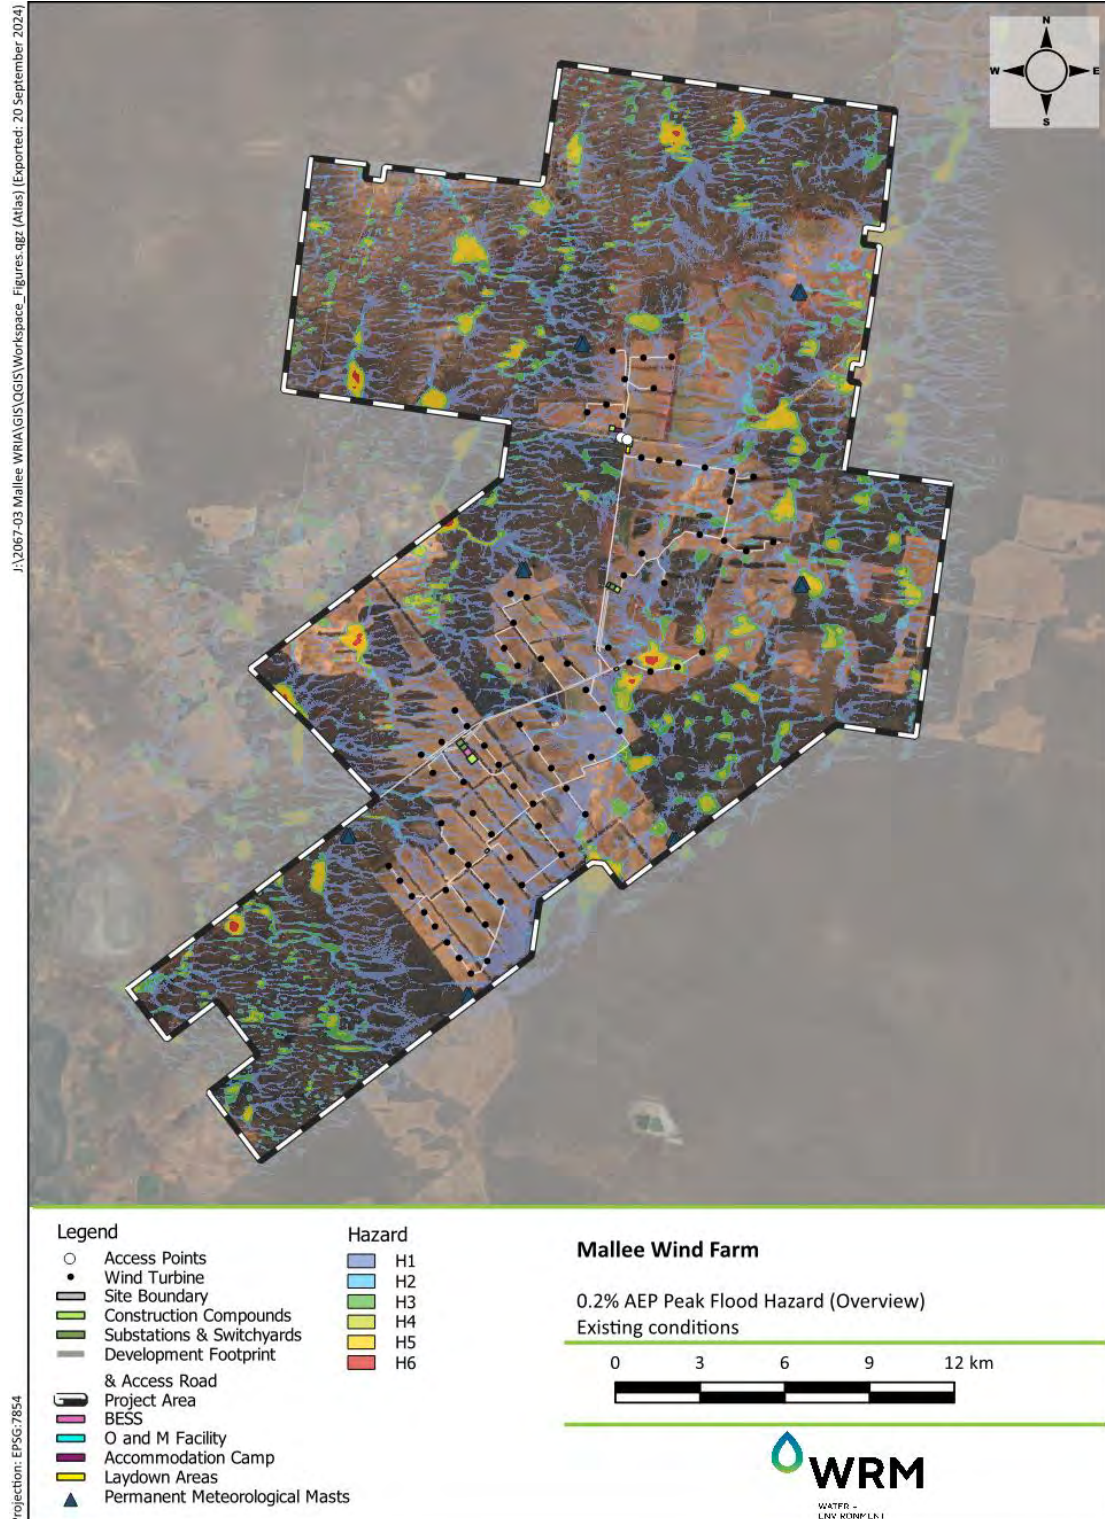 J:\2067-03 Mallee WRIA\GIS\QGIS\Workspace_Figures.qgz (Atlas) (Exported: 20 September 2024)
N
W
E
S
Legend
Access Points
Wind Turbine
Site Boundary
Construction Compounds
Substations & Switchyards
Development Footprint
& Access Road
Project Area
BESS
O and M Facility
Accommodation Camp
Laydown Areas
Permanent Meteorological Masts
Hazard
H1
H2
H3
H4
H5
H6
Mallee Wind Farm
0.2% AEP Peak Flood Hazard (Overview)
Existing conditions
0 3 6 9 12 km
WRM
WATER +
ENVIRONMENT
Projection: EPSG:7854